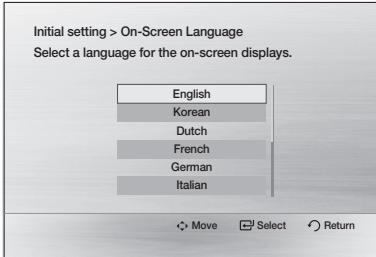 Initial setting > On-Screen Language
Select a language for the on-screen displays.
English
Korean
Dutch
French
German
Italian
Move Select Return